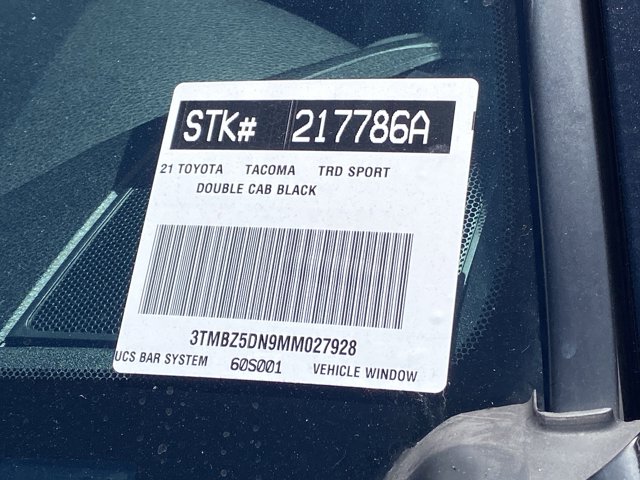 STK# 217786A
21 TOYOTA TACOMA TRD SPORT
DOUBLE CAB BLACK
3TMBZ5DN9MM027928
UCS BAR SYSTEM 60S001 VEHICLE WINDOW